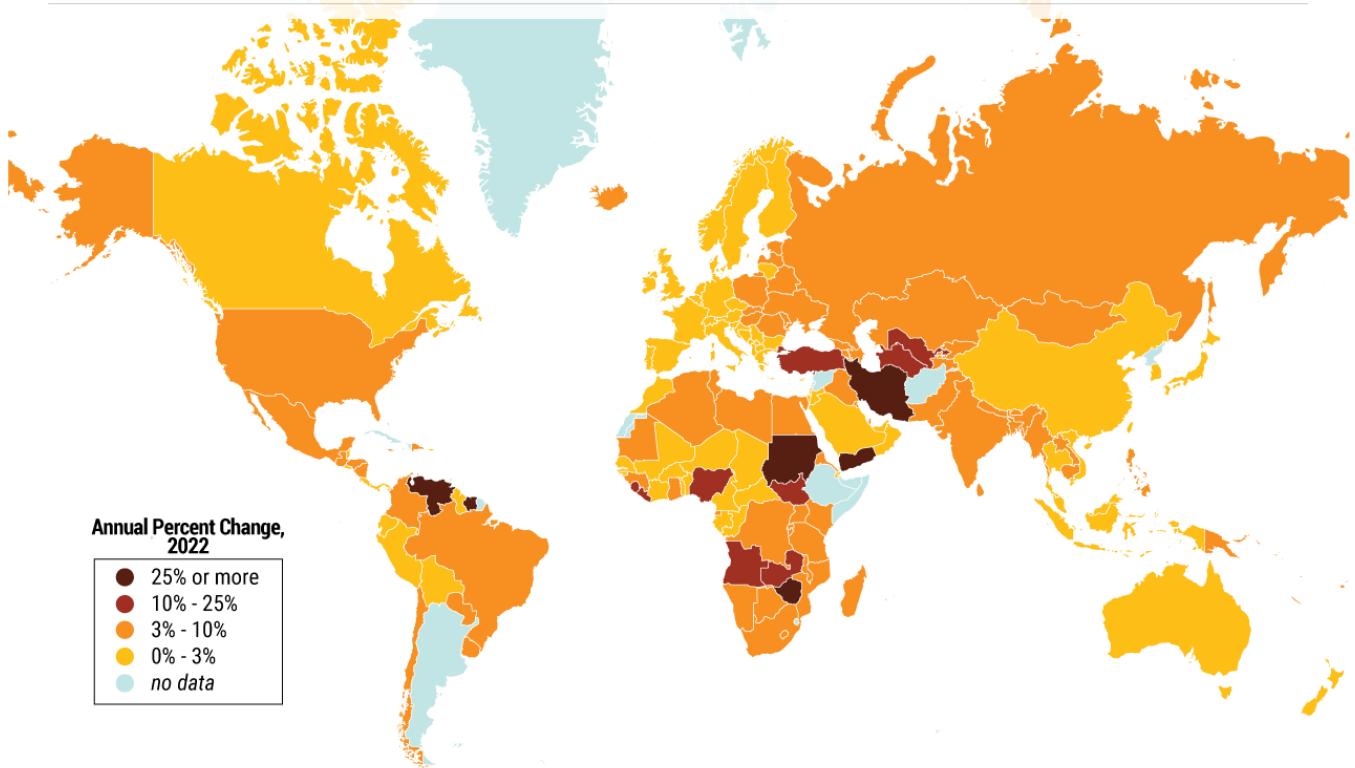 Annual Percent Change,
2022
25% or more
10% - 25%
3% - 10%
0% - 3%
no data